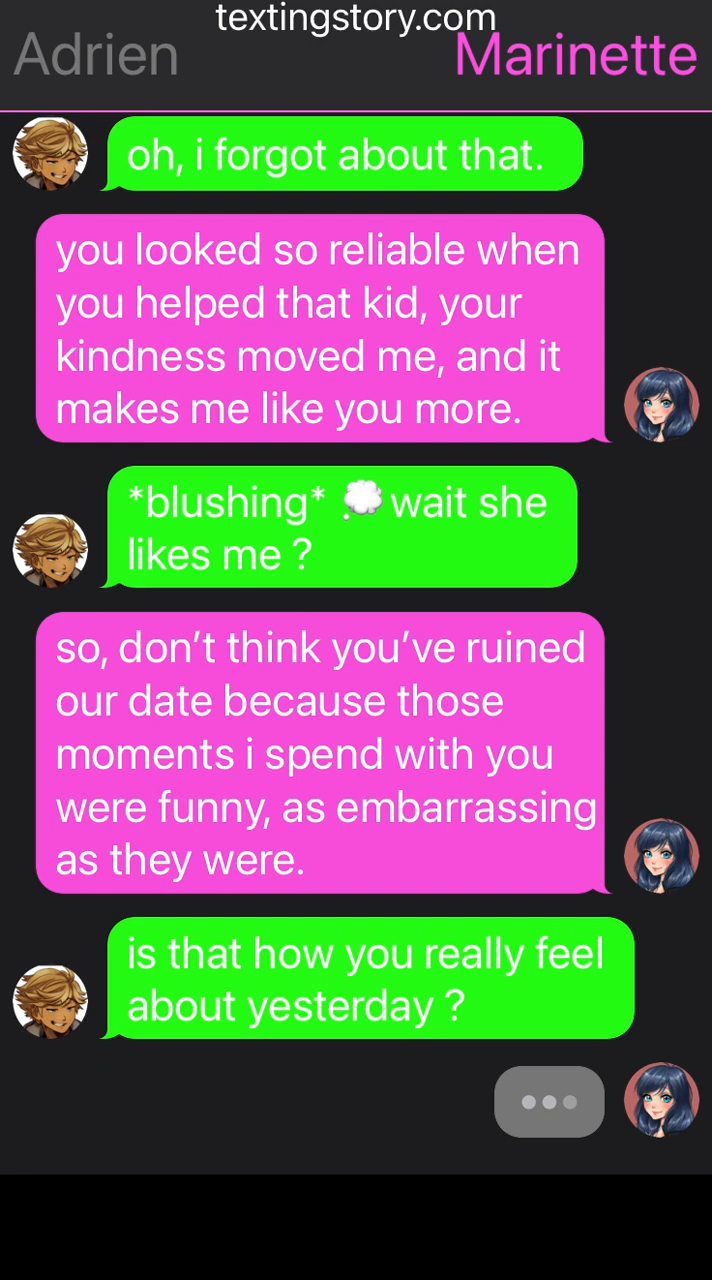 textingstory.com
Adrien
Marinette
oh, i forgot about that.
you looked so reliable when
you helped that kid, your
kindness moved me, and it
makes me like you more.
*blushing* 💭 wait she
likes me ?
so, don’t think you’ve ruined
our date because those
moments i spend with you
were funny, as embarrassing
as they were.
is that how you really feel
about yesterday ?